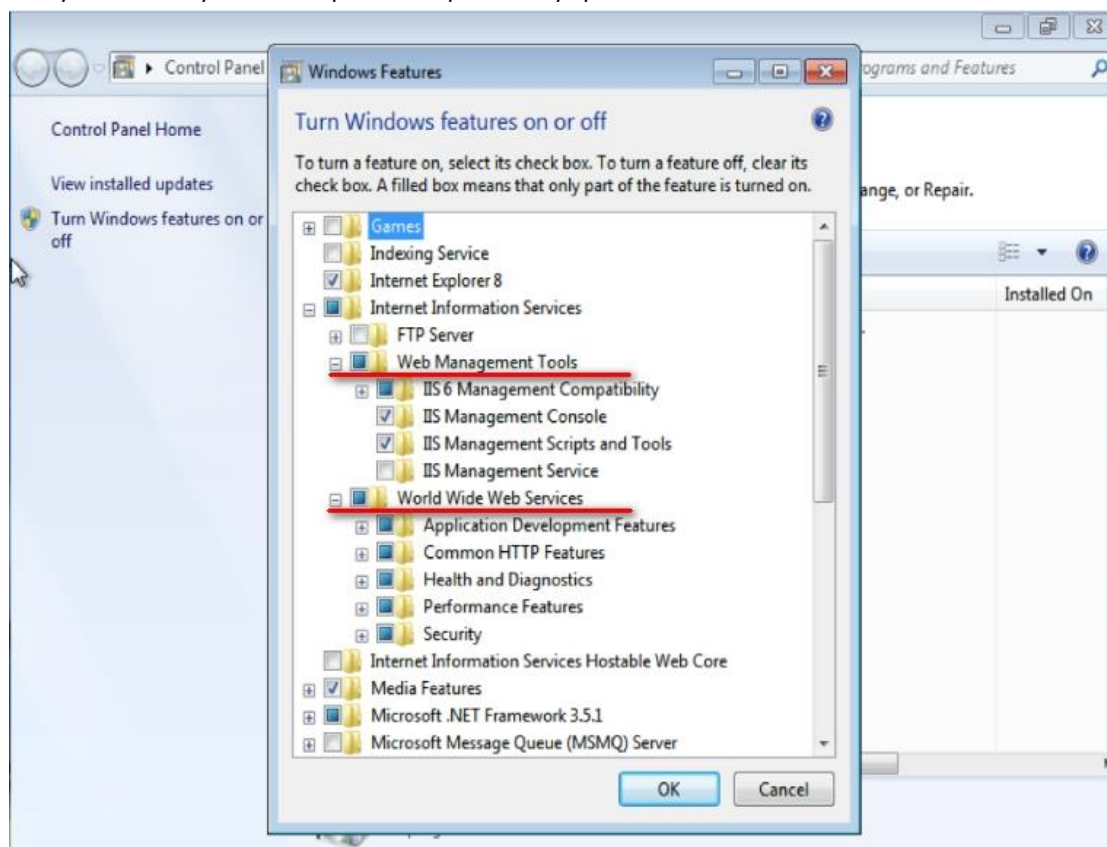 Control Panel
Windows Features
Programs and Features
Control Panel Home
View installed updates
Turn Windows features on or
off
Turn Windows features on or off
To turn a feature on, select its check box. To turn a feature off, clear its
check box. A filled box means that only part of the feature is turned on.
ange, or Repair.
Installed On
Games
Indexing Service
Internet Explorer 8
Internet Information Services
FTP Server
Web Management Tools
IIS 6 Management Compatibility
IIS Management Console
IIS Management Scripts and Tools
IIS Management Service
World Wide Web Services
Application Development Features
Common HTTP Features
Health and Diagnostics
Performance Features
Security
Internet Information Services Hostable Web Core
Media Features
Microsoft .NET Framework 3.5.1
Microsoft Message Queue (MSMQ) Server
OK
Cancel